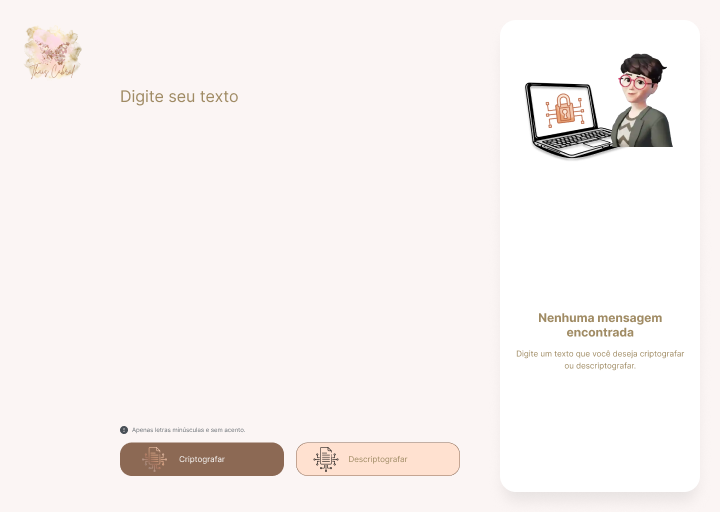 Thais Cabral
Digite seu texto
Nenhuma mensagem
encontrada
Digite um texto que você deseja criptografar
ou descriptografar.
Apenas letras minúsculas e sem acento.
Criptografar
Descriptografar